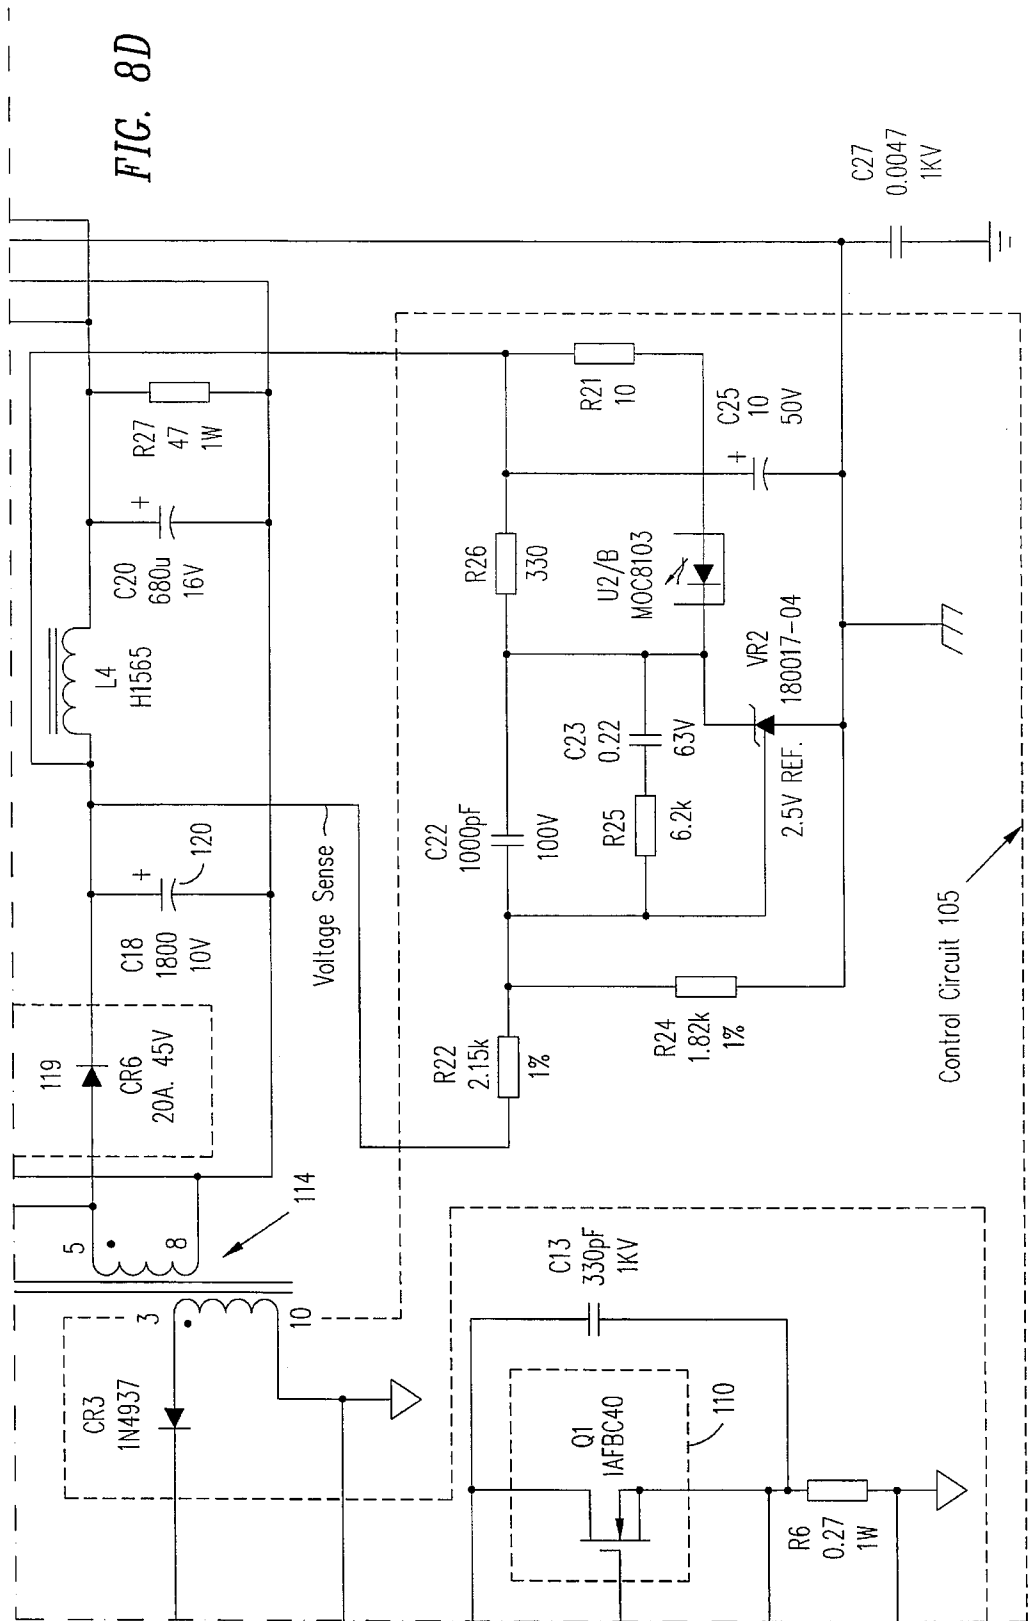 FIG. 8D
119
CR6
20A. 45V
C18
1800
10V
+
120
L4
H1565
C20
680u
16V
+
R27
47
1W
5
8
114
3
10
CR3
1N4937
Voltage Sense
R22
2.15k
1%
C22
1000pF
100V
R26
330
R21
10
R25
6.2k
C23
0.22
63V
U2/B
MOC8103
C25
10
50V
+
R24
1.82k
1%
2.5V REF.
VR2
180017-04
C27
0.0047
1KV
Control Circuit 105
C13
330pF
1KV
Q1
IAFBC40
110
R6
0.27
1W